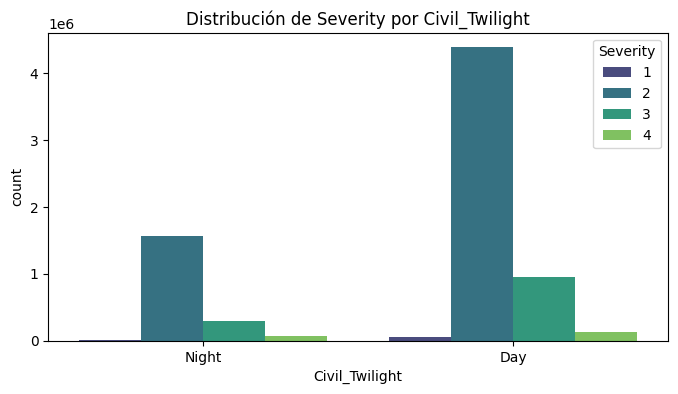 Distribución de Severity por Civil_Twilight
1e6
Severity
1
2
3
4
4
3
2
1
0
count
Night
Day
Civil_Twilight